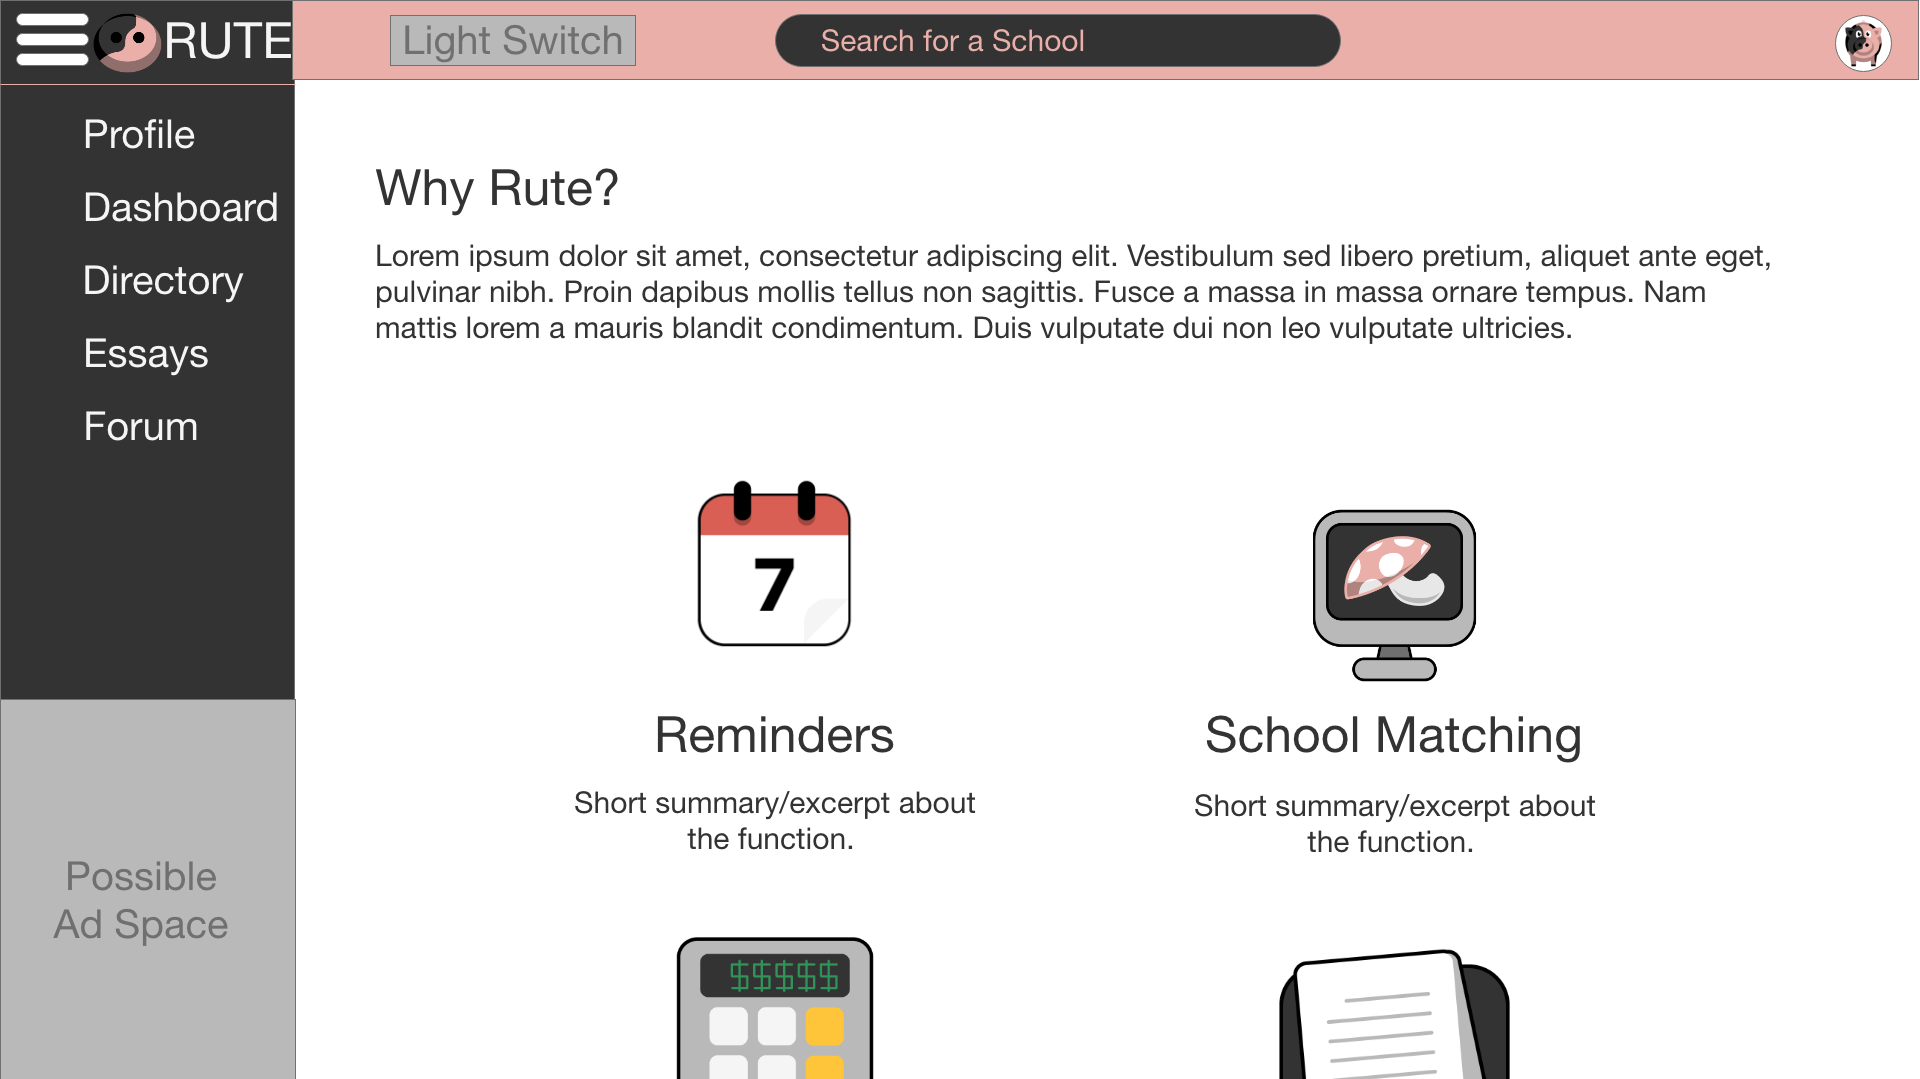 RUTE
Light Switch
Search for a School
Profile
Dashboard
Directory
Essays
Forum
Possible
Ad Space
Why Rute?
Lorem ipsum dolor sit amet, consectetur adipiscing elit. Vestibulum sed libero pretium, aliquet ante eget,
pulvinar nibh. Proin dapibus mollis tellus non sagittis. Fusce a massa in massa ornare tempus. Nam
mattis lorem a mauris blandit condimentum. Duis vulputate dui non leo vulputate ultricies.
7
Reminders
Short summary/excerpt about
the function.
School Matching
Short summary/excerpt about
the function.
$$$$$